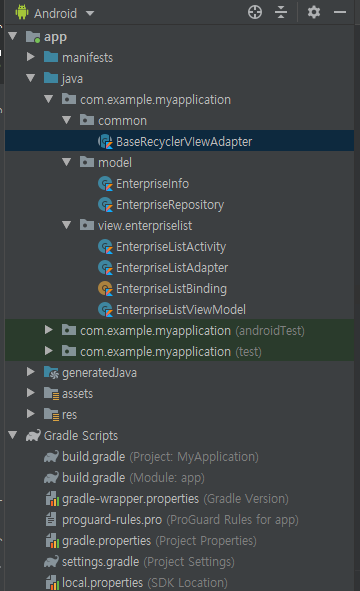 Android
app
manifests
java
com.example.myapplication
common
BaseRecyclerVIewAdapter
model
EnterpriseInfo
EnterpriseRepository
view.enterpriselist
EnterpriseListActivity
EnterpriseListAdapter
EnterpriseListBinding
EnterpriseListViewModel
com.example.myapplication (androidTest)
com.example.myapplication (test)
generatedJava
assets
res
Gradle Scripts
build.gradle (Project: MyApplication)
build.gradle (Module: app)
gradle-wrapper.properties (Gradle Version)
proguard-rules.pro (ProGuard Rules for app)
gradle.properties (Project Properties)
settings.gradle (Project Settings)
local.properties (SDK Location)